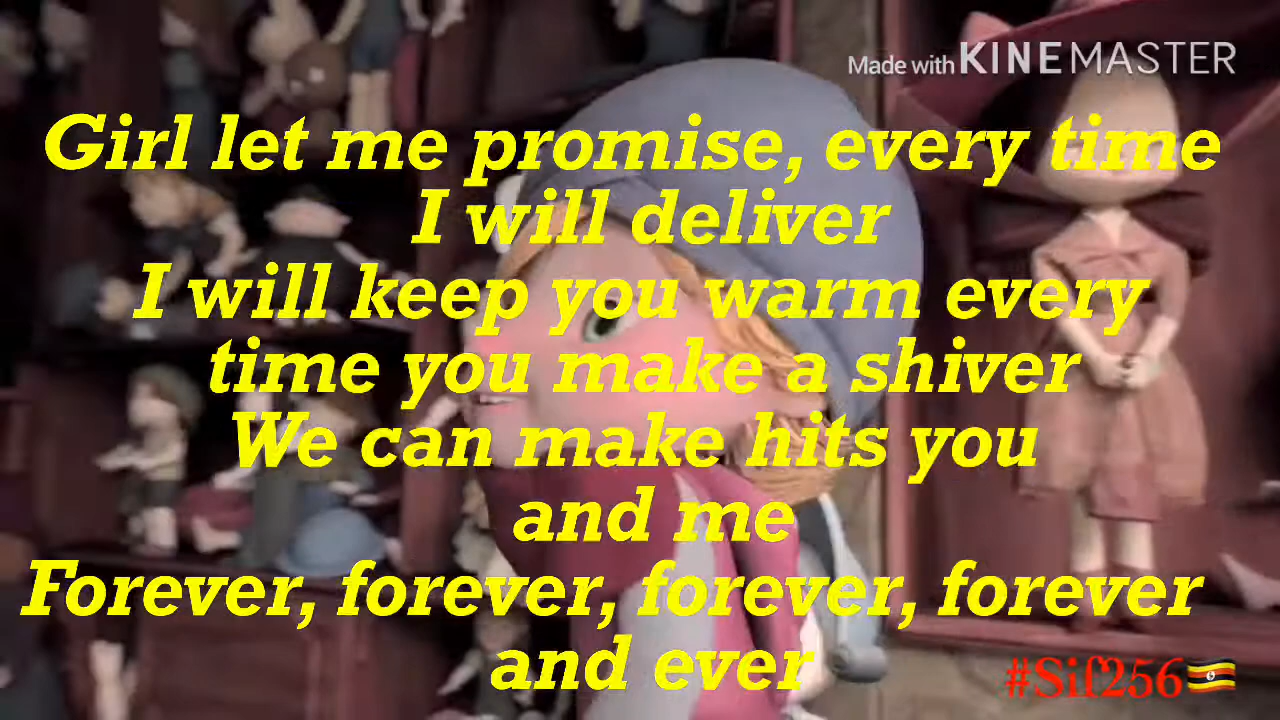 Made with KINEMASTER
Girl let me promise, every time
I will deliver
I will keep you warm every
time you make a shiver
We can make hits you
and me
Forever, forever, forever, forever
and ever
#Sif256